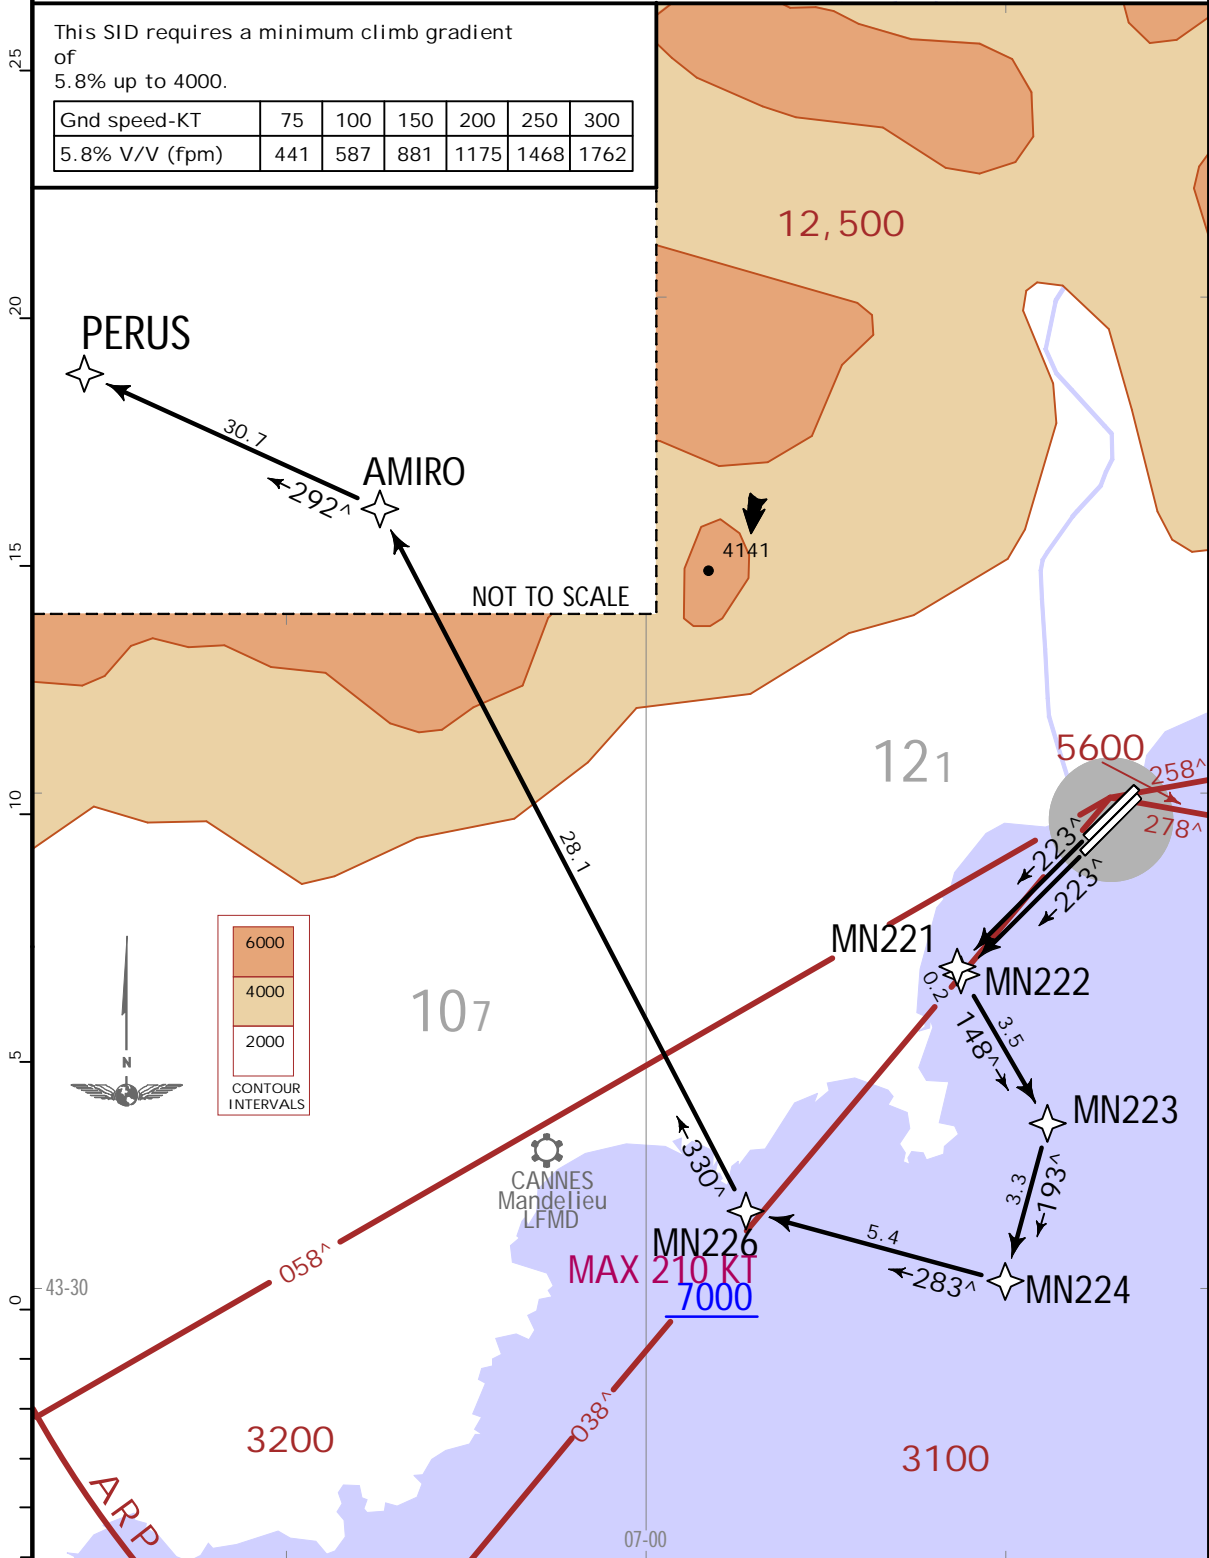 This SID requires a minimum climb gradient
of
5.8% up to 4000.
Gnd speed-KT 75 100 150 200 250 300
5.8% V/V (fpm) 441 587 881 1175 1468 1762
25
12,500
20
PERUS
30.7
AMIRO
292^
15
4141
NOT TO SCALE
5600
121
258^
10
278^
223^
223^
28.1
MN221
6000
MN222
0.2
4000
107
3.5
148^
2000
5
N
CONTOUR
INTERVALS
MN223
330^
3.3
193^
CANNES
Mandelieu
LFMD
5.4
MN226
058^
MAX 210 KT
283^
MN224
43-30
7000
0
038^
3200
3100
ARP
07-00